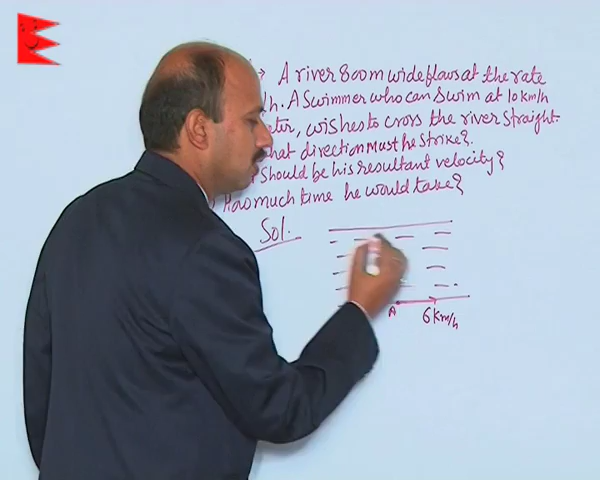 → A river 800m wide flows at the rate
/h. A Swimmer who can Swim at 10 km/h
ater, wishes to cross the river straight.
hat direction must he strike?
should be his resultant velocity?
How much time he would take?
Sol.
A 6 km/h